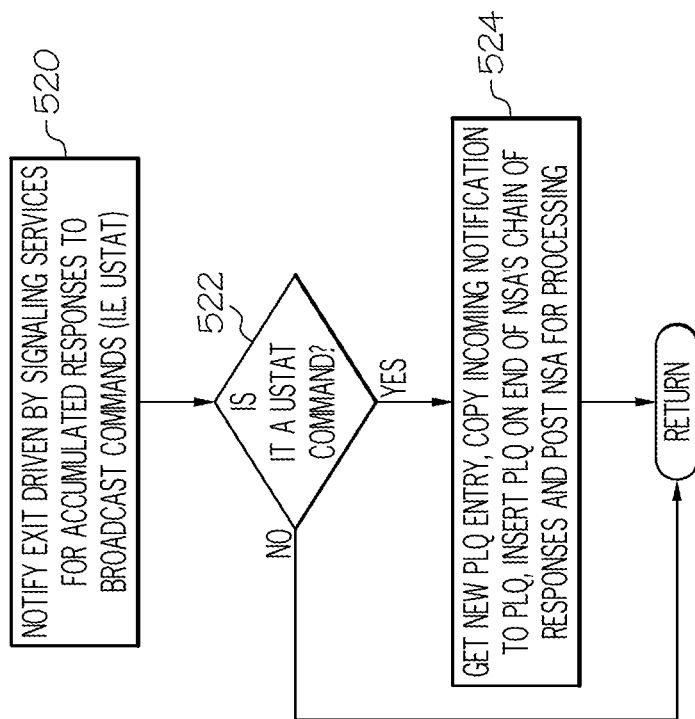 520
NOTIFY EXIT DRIVEN BY SIGNALING SERVICES
FOR ACCUMULATED RESPONSES TO
BROADCAST COMMANDS (I.E. USTAT)
522
IS
IT A USTAT
COMMAND?
NO
YES
524
GET NEW PLQ ENTRY, COPY INCOMING NOTIFICATION
TO PLQ, INSERT PLQ ON END OF NSA'S CHAIN OF
RESPONSES AND POST NSA FOR PROCESSING
RETURN